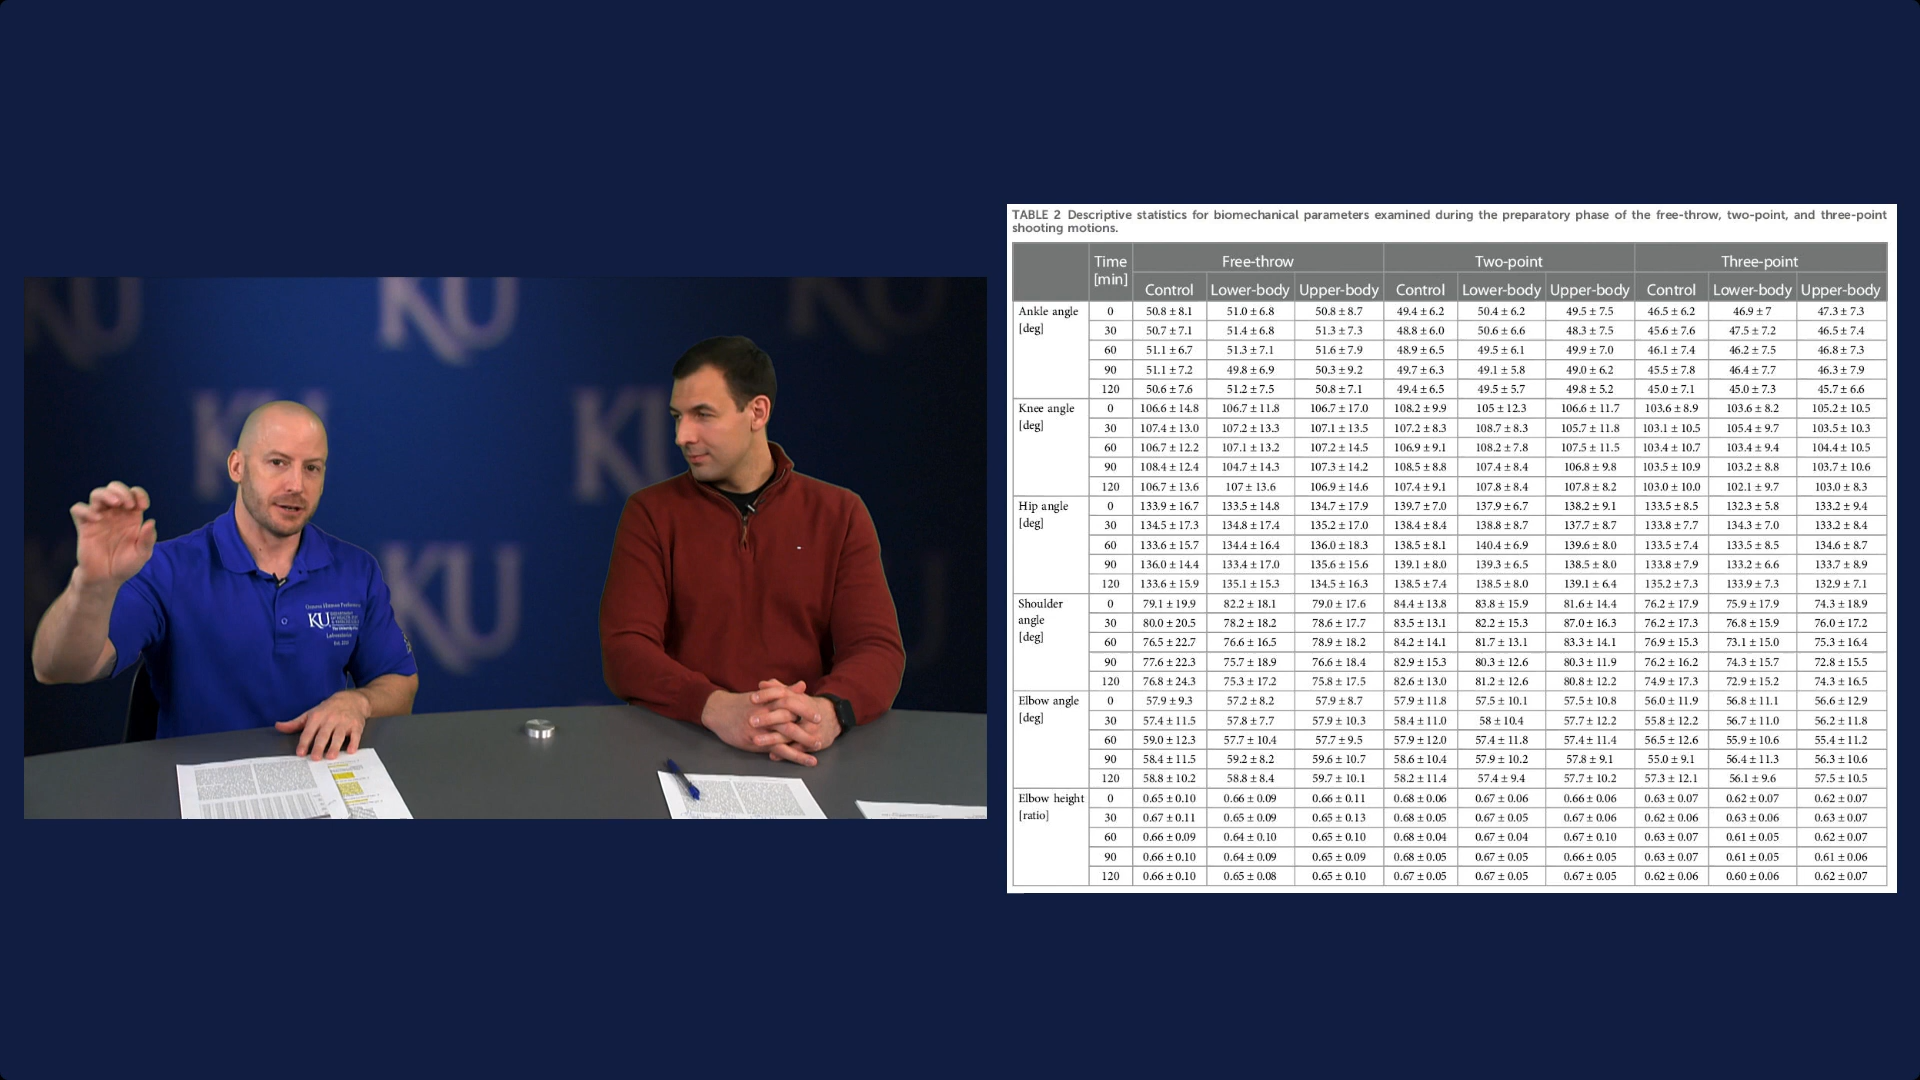 KU
KU
KU
KU
KU
KU
KU
KU
TABLE 2 Descriptive statistics for biomechanical parameters examined during the preparatory phase of the free-throw, two-point, and three-point
shooting motions.
Time [min] Free-throw Two-point Three-point
Control Lower-body Upper-body Control Lower-body Upper-body Control Lower-body Upper-body
Ankle angle [deg] 0 50.8 ± 8.1 51.0 ± 6.8 50.8 ± 8.7 49.4 ± 6.2 50.4 ± 6.2 49.5 ± 7.5 46.5 ± 6.2 46.9 ± 7 47.3 ± 7.3
30 50.7 ± 7.1 51.4 ± 6.8 51.3 ± 7.3 48.8 ± 6.0 50.6 ± 6.6 48.3 ± 7.5 45.6 ± 7.6 47.5 ± 7.2 46.5 ± 7.4
60 51.1 ± 6.7 51.3 ± 7.1 51.6 ± 7.9 48.9 ± 6.5 49.5 ± 6.1 49.9 ± 7.0 46.1 ± 7.4 46.2 ± 7.5 46.8 ± 7.3
90 51.1 ± 7.2 49.8 ± 6.9 50.3 ± 9.2 49.7 ± 6.3 49.1 ± 5.8 49.0 ± 6.2 45.5 ± 7.8 46.4 ± 7.7 46.3 ± 7.9
120 50.6 ± 7.6 51.2 ± 7.5 50.8 ± 7.1 49.4 ± 6.5 49.5 ± 5.7 49.8 ± 5.2 45.0 ± 7.1 45.0 ± 7.3 45.7 ± 6.6
Knee angle [deg] 0 106.6 ± 14.8 106.7 ± 11.8 106.7 ± 17.0 108.2 ± 9.9 105 ± 12.3 106.6 ± 11.7 103.6 ± 8.9 103.6 ± 8.2 105.2 ± 10.5
30 107.4 ± 13.0 107.2 ± 13.3 107.1 ± 13.5 107.2 ± 8.3 108.7 ± 8.3 105.7 ± 11.8 103.1 ± 10.5 105.4 ± 9.7 103.5 ± 10.3
60 106.7 ± 12.2 107.1 ± 13.2 107.2 ± 14.5 106.9 ± 9.1 108.2 ± 7.8 107.5 ± 11.5 103.4 ± 10.7 103.4 ± 9.4 104.4 ± 10.5
90 108.4 ± 12.4 104.7 ± 14.3 107.3 ± 14.2 108.5 ± 8.8 107.4 ± 8.4 106.8 ± 9.8 103.5 ± 10.9 103.2 ± 8.8 103.7 ± 10.6
120 106.7 ± 13.6 107 ± 13.6 106.9 ± 14.6 107.4 ± 9.1 107.8 ± 8.4 107.8 ± 8.2 103.0 ± 10.0 102.1 ± 9.7 103.0 ± 8.3
Hip angle [deg] 0 133.9 ± 16.7 133.5 ± 14.8 134.7 ± 17.9 139.7 ± 7.0 137.9 ± 6.7 138.2 ± 9.1 133.5 ± 8.5 132.3 ± 5.8 133.2 ± 9.4
30 134.5 ± 17.3 134.8 ± 17.4 135.2 ± 17.0 138.4 ± 8.4 138.8 ± 8.7 137.7 ± 8.7 133.8 ± 7.7 134.3 ± 7.0 133.2 ± 8.4
60 133.6 ± 15.7 134.4 ± 16.4 136.0 ± 18.3 138.5 ± 8.1 140.4 ± 6.9 139.6 ± 8.0 133.5 ± 7.4 133.5 ± 8.5 134.6 ± 8.7
90 136.0 ± 14.4 133.4 ± 17.0 135.6 ± 15.6 139.1 ± 8.0 139.3 ± 6.5 138.5 ± 8.0 133.8 ± 7.9 133.2 ± 6.6 133.7 ± 8.9
120 133.6 ± 15.9 135.1 ± 15.3 134.5 ± 16.3 138.5 ± 7.4 138.5 ± 8.0 139.1 ± 6.4 135.2 ± 7.3 133.9 ± 7.3 132.9 ± 7.1
Shoulder angle [deg] 0 79.1 ± 19.9 82.2 ± 18.1 79.0 ± 17.6 84.4 ± 13.8 83.8 ± 15.9 81.6 ± 14.4 76.2 ± 17.9 75.9 ± 17.9 74.3 ± 18.9
30 80.0 ± 20.5 78.2 ± 18.2 78.6 ± 17.7 83.5 ± 13.1 82.2 ± 15.3 87.0 ± 16.3 76.2 ± 17.3 76.8 ± 15.9 76.0 ± 17.2
60 76.5 ± 22.7 76.6 ± 16.5 78.9 ± 18.2 84.2 ± 14.1 81.7 ± 13.1 83.3 ± 14.1 76.9 ± 15.3 73.1 ± 15.0 75.3 ± 16.4
90 77.6 ± 22.3 75.7 ± 18.9 76.6 ± 18.4 82.9 ± 15.3 80.3 ± 12.6 80.3 ± 11.9 76.2 ± 16.2 74.3 ± 15.7 72.8 ± 15.5
120 76.8 ± 24.3 75.3 ± 17.2 75.8 ± 17.5 82.6 ± 13.0 81.2 ± 12.6 80.8 ± 12.2 74.9 ± 17.3 72.9 ± 15.2 74.3 ± 16.5
Elbow angle [deg] 0 57.9 ± 9.3 57.2 ± 8.2 57.9 ± 8.7 57.9 ± 11.8 57.5 ± 10.1 57.5 ± 10.8 56.0 ± 11.9 56.8 ± 11.1 56.6 ± 12.9
30 57.4 ± 11.5 57.8 ± 7.7 57.9 ± 10.3 58.4 ± 11.0 58 ± 10.4 57.7 ± 12.2 55.8 ± 12.2 56.7 ± 11.0 56.2 ± 11.8
60 59.0 ± 12.3 57.7 ± 10.4 57.7 ± 9.5 57.9 ± 12.0 57.4 ± 11.8 57.4 ± 11.4 56.5 ± 12.6 55.9 ± 10.6 55.4 ± 11.2
90 58.4 ± 11.5 59.2 ± 8.2 59.6 ± 10.7 58.6 ± 10.4 57.9 ± 10.2 57.8 ± 9.1 55.0 ± 9.1 56.4 ± 11.3 56.3 ± 10.6
120 58.8 ± 10.2 58.8 ± 8.4 59.7 ± 10.1 58.2 ± 11.4 57.4 ± 9.4 57.7 ± 10.2 57.3 ± 12.1 56.1 ± 9.6 57.5 ± 10.5
Elbow height [ratio] 0 0.65 ± 0.10 0.66 ± 0.09 0.66 ± 0.11 0.68 ± 0.06 0.67 ± 0.06 0.66 ± 0.06 0.63 ± 0.07 0.62 ± 0.07 0.62 ± 0.07
30 0.67 ± 0.11 0.65 ± 0.09 0.65 ± 0.13 0.68 ± 0.05 0.67 ± 0.05 0.67 ± 0.06 0.62 ± 0.06 0.63 ± 0.06 0.63 ± 0.07
60 0.66 ± 0.09 0.64 ± 0.10 0.65 ± 0.10 0.68 ± 0.04 0.67 ± 0.04 0.67 ± 0.10 0.63 ± 0.07 0.61 ± 0.05 0.62 ± 0.07
90 0.66 ± 0.10 0.64 ± 0.09 0.65 ± 0.09 0.68 ± 0.05 0.67 ± 0.05 0.66 ± 0.05 0.63 ± 0.07 0.61 ± 0.05 0.61 ± 0.06
120 0.66 ± 0.10 0.65 ± 0.08 0.65 ± 0.10 0.67 ± 0.05 0.67 ± 0.05 0.67 ± 0.05 0.62 ± 0.06 0.60 ± 0.06 0.62 ± 0.07